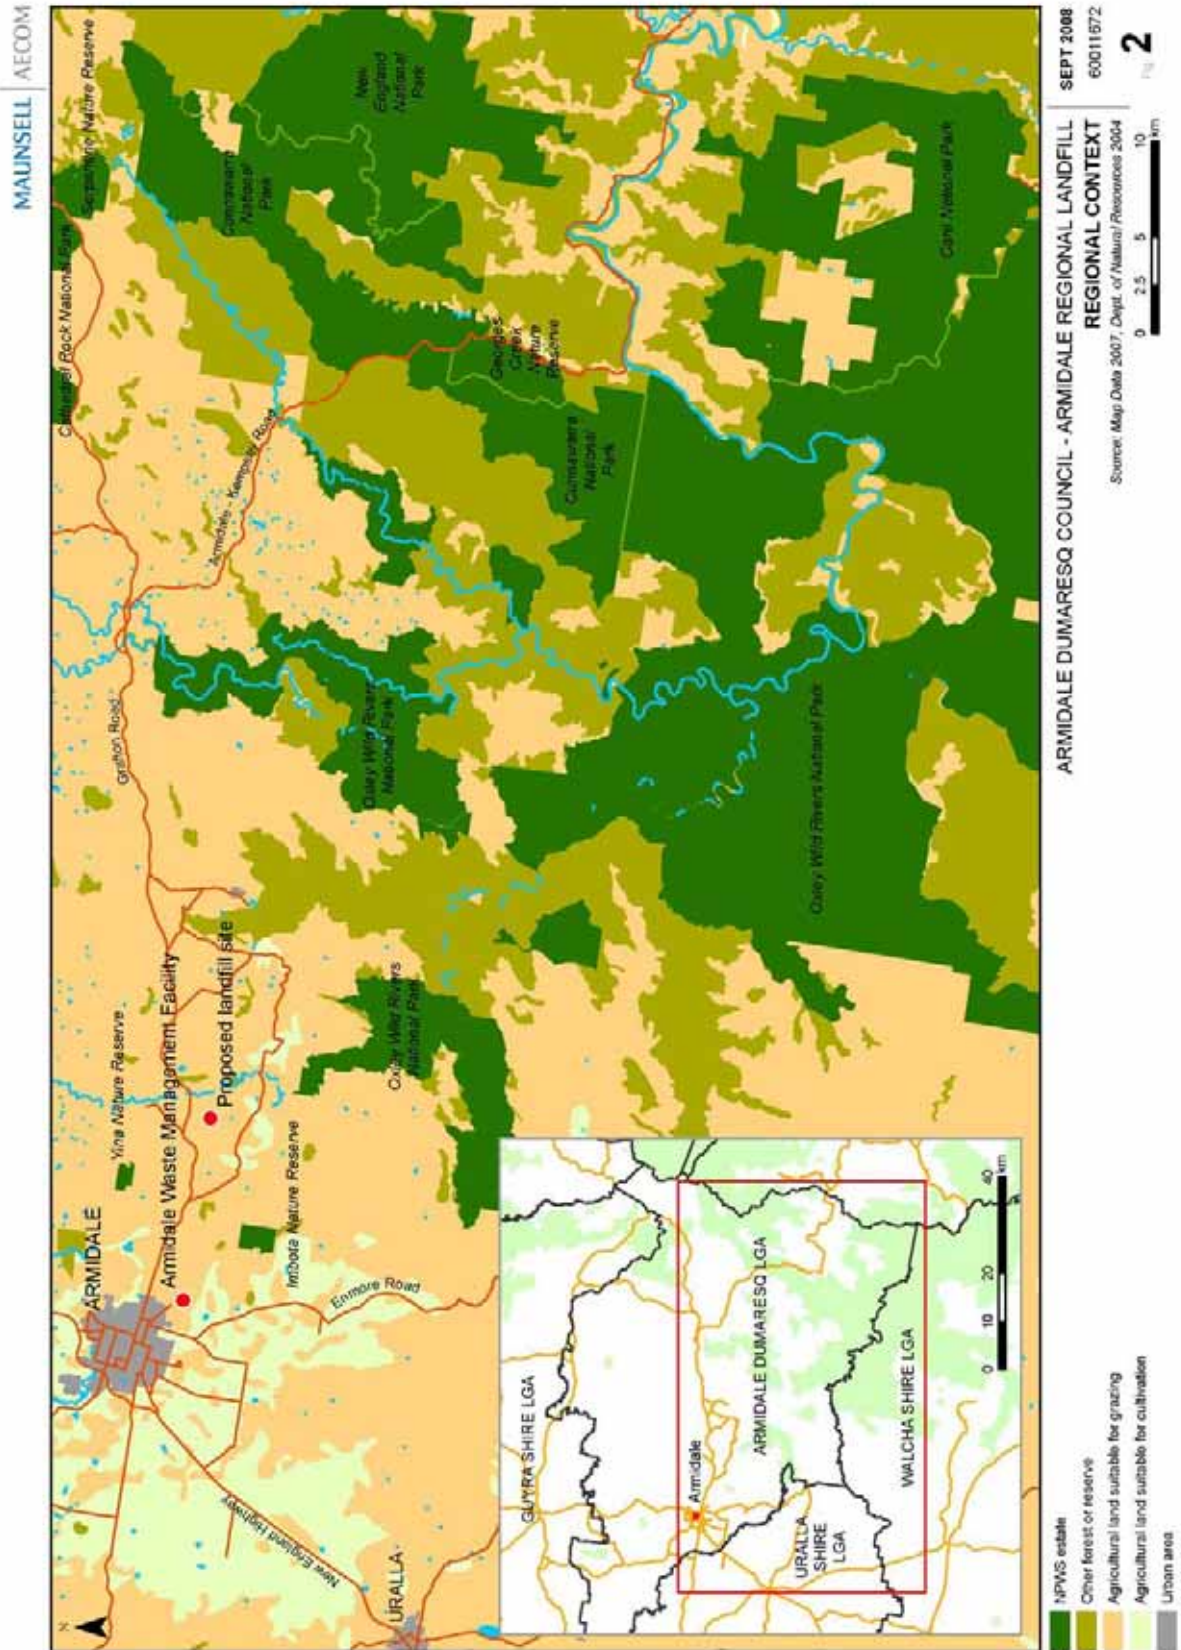 MAUNSELL | AECOM
Cathedral Rock National Park
Serpentine Nature Reserve
ARMIDALE
Yina Nature Reserve
Grafton Road
Armidale Waste Management Facility
Proposed landfill site
Armidale - Kempsey Road
Cunnawarra
National
Park
New
England
National
Park
Imbota Nature Reserve
Enmore Road
New England Highway
URALLA
Oxley Wild Rivers
National Park
Oxley Wild Rivers
National Park
Georges
Creek
Nature
Reserve
Cunnawarra
National
Park
Oxley Wild Rivers National Park
Carri National Park
N
GUYRA SHIRE LGA
Armidale
ARMIDALE DUMARESQ LGA
URALLA
SHIRE
LGA
WALCHA SHIRE LGA
0 10 20 40
km
NPWS estate
Other forest or reserve
Agricultural land suitable for grazing
Agricultural land suitable for cultivation
Urban area
ARMIDALE DUMARESQ COUNCIL - ARMIDALE REGIONAL LANDFILL
REGIONAL CONTEXT
Source: Map Data 2007, Dept. of Natural Resources 2004
0 2.5 5 10
km
SEPT 2008
60011672
Fig. 2